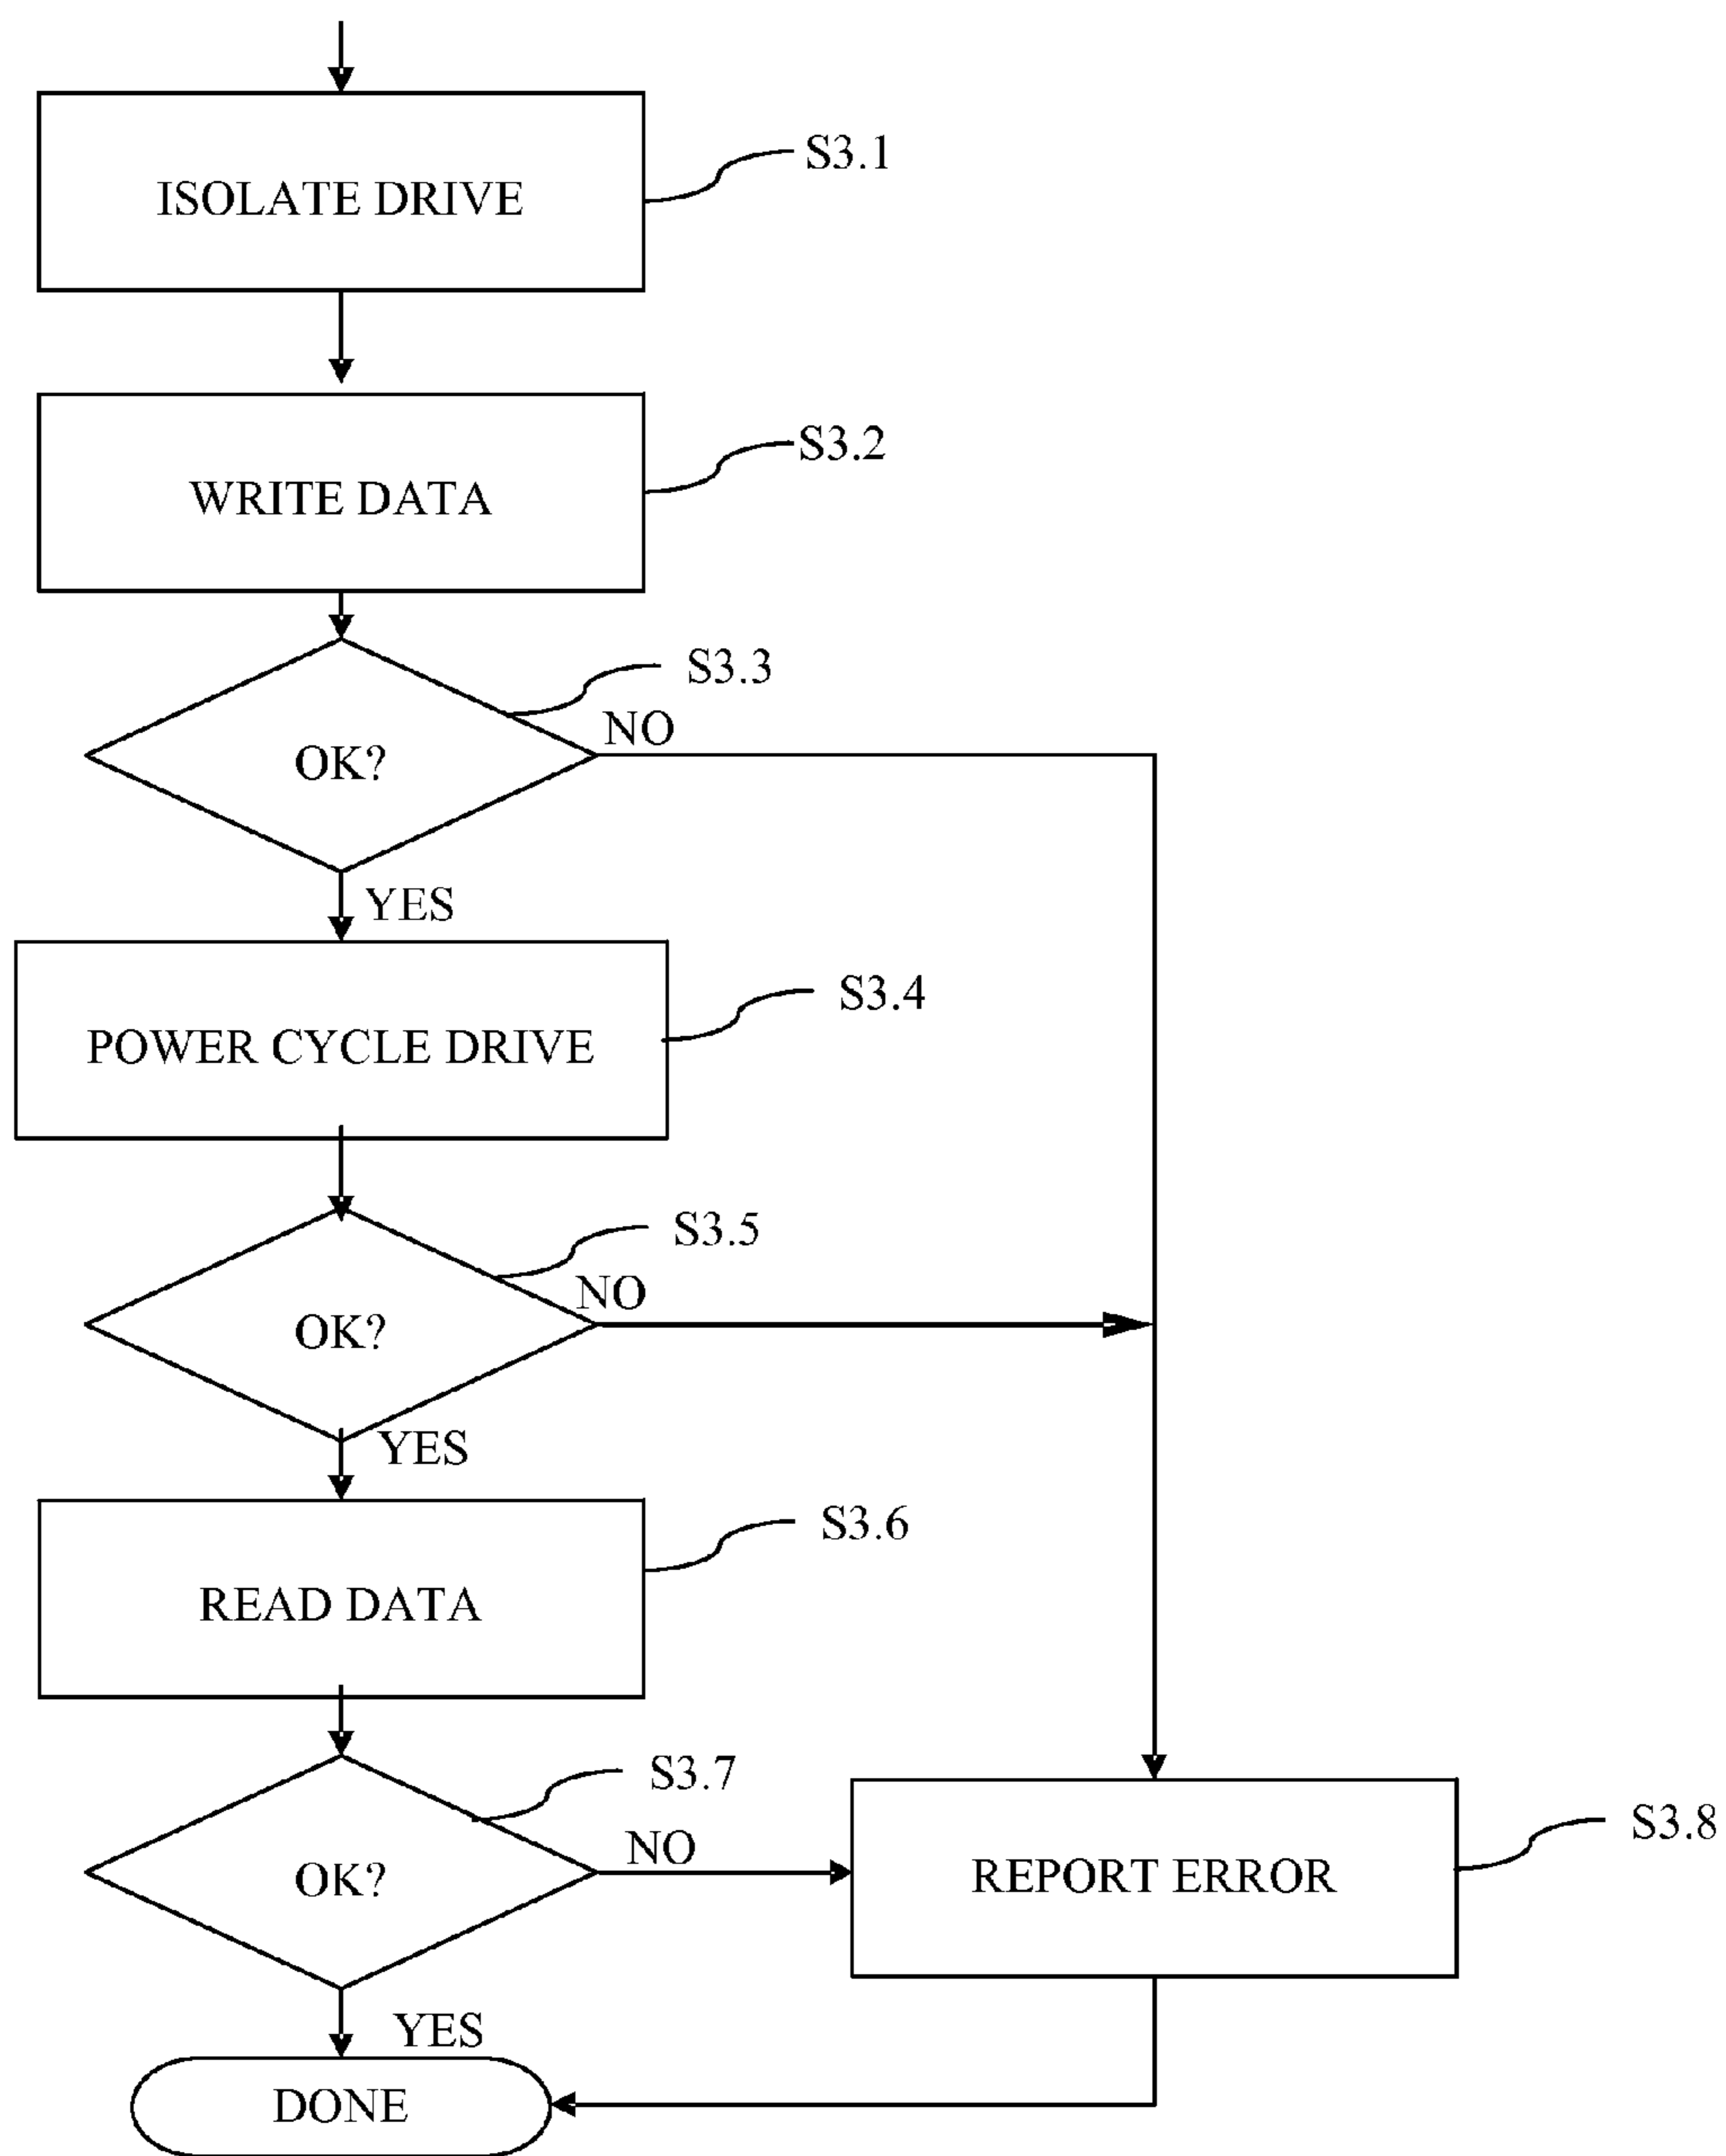 S3.1
ISOLATE DRIVE
S3.2
WRITE DATA
S3.3
NO
OK?
YES
S3.4
POWER CYCLE DRIVE
S3.5
NO
OK?
YES
S3.6
READ DATA
S3.7
NO
OK?
S3.8
REPORT ERROR
YES
DONE